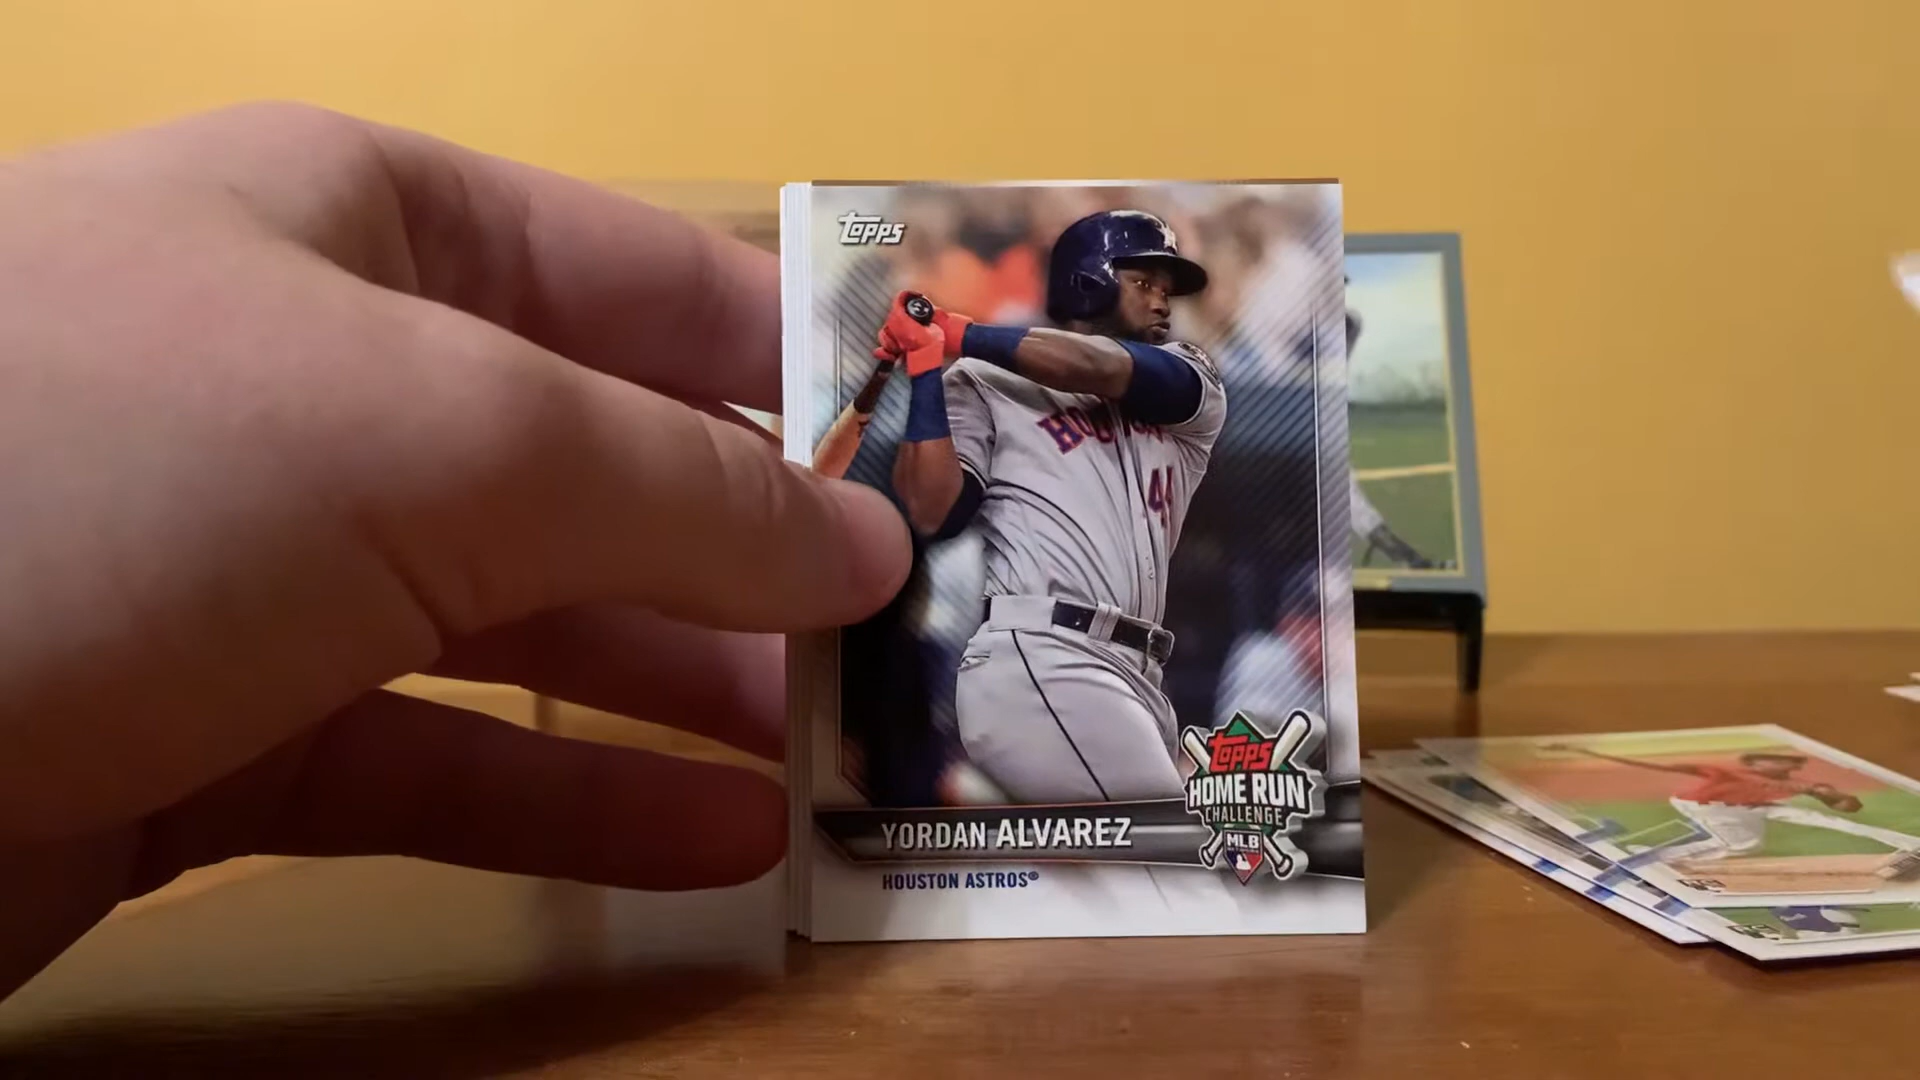 Topps
HOUSTON
44
Topps
HOME RUN
CHALLENGE
MLB
YORDAN ALVAREZ
HOUSTON ASTROS®